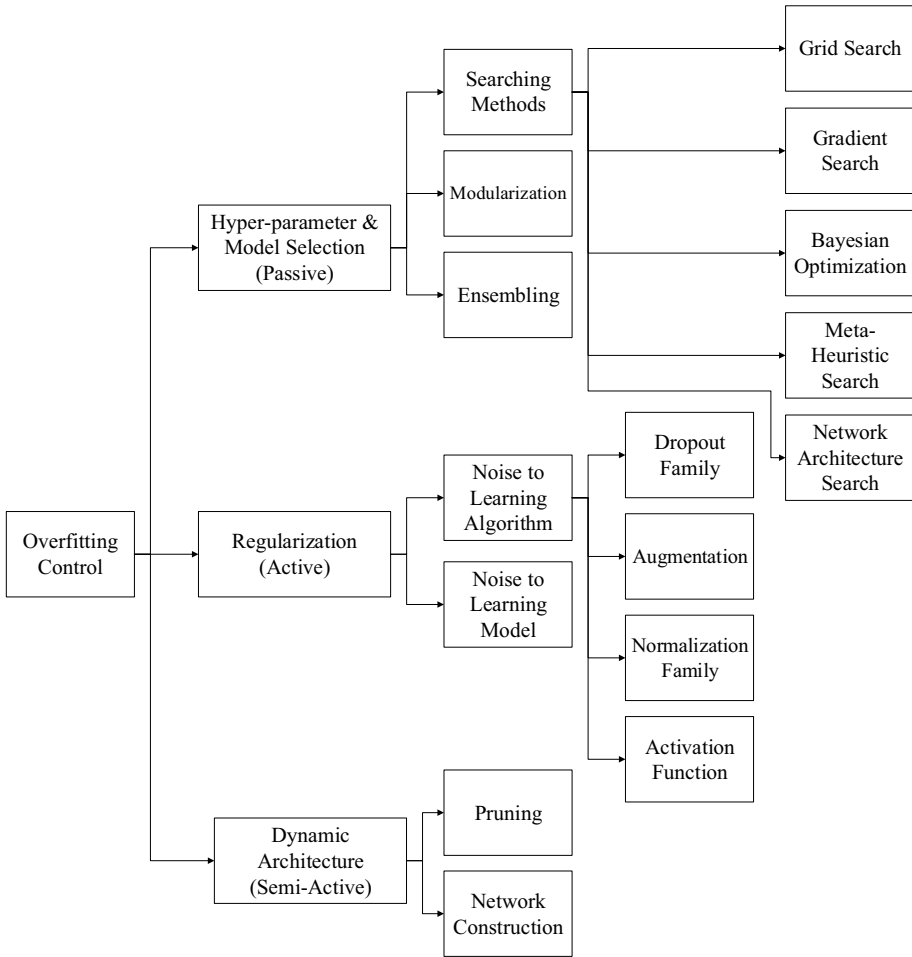 Overfitting
Control
Hyper-parameter &
Model Selection
(Passive)
Searching
Methods
Grid Search
Gradient
Search
Bayesian
Optimization
Meta-
Heuristic
Search
Network
Architecture
Search
Modularization
Ensembling
Regularization
(Active)
Noise to
Learning
Algorithm
Dropout
Family
Augmentation
Normalization
Family
Activation
Function
Noise to
Learning
Model
Dynamic
Architecture
(Semi-Active)
Pruning
Network
Construction